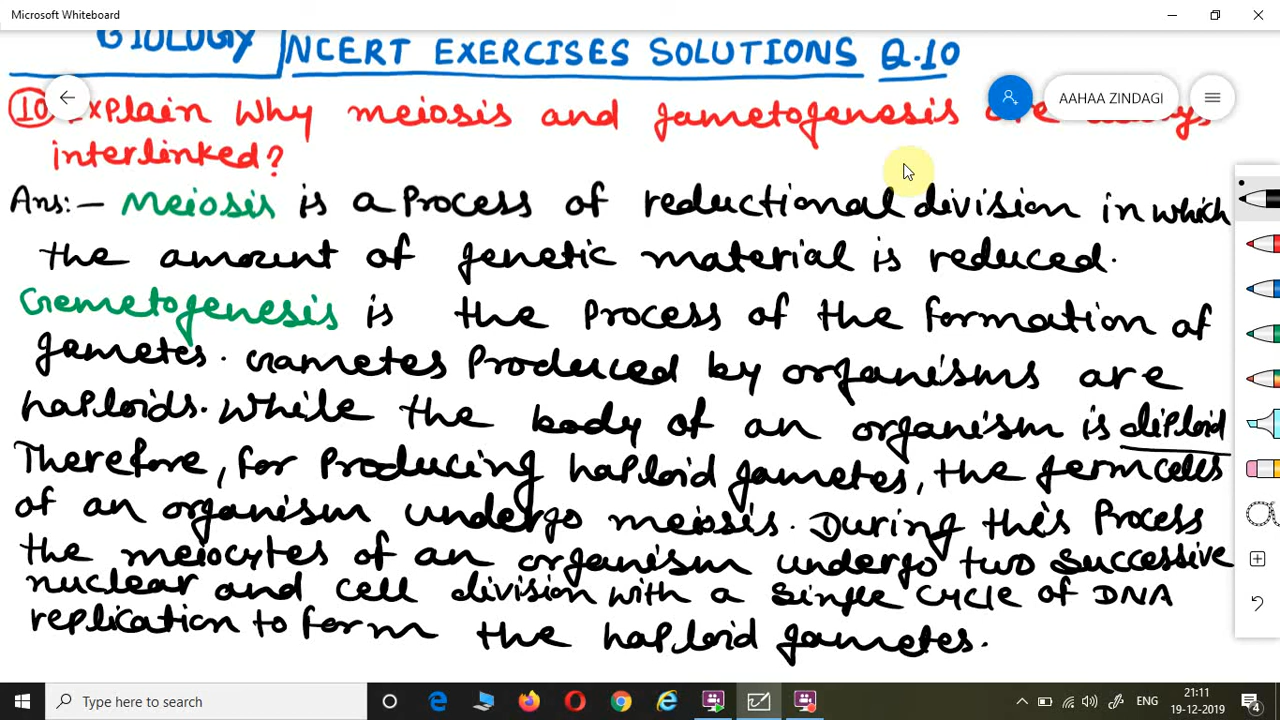 Microsoft Whiteboard
BIOLOGY NCERT EXERCISES SOLUTIONS Q.10
AAHAA ZINDAGI
10 Explain Why meiosis and gametogenesis are always
interlinked?
Ans:- Meiosis is a Process of reductional division in which
the amount of genetic material is reduced.
Gremetogenesis is the Process of the formation of
gametes. Gametes Produced by organisms are
haploids. While the body of an organism is diploid
Therefore, for Producing haploid gametes, the germcells
of an organism undergo meiosis. During this Process
the meiocytes of an organism undergo two successive
nuclear and cell division with a single cycle of DNA
replication to form the haploid gametes.
Type here to search
ENG
21:11
19-12-2019
4